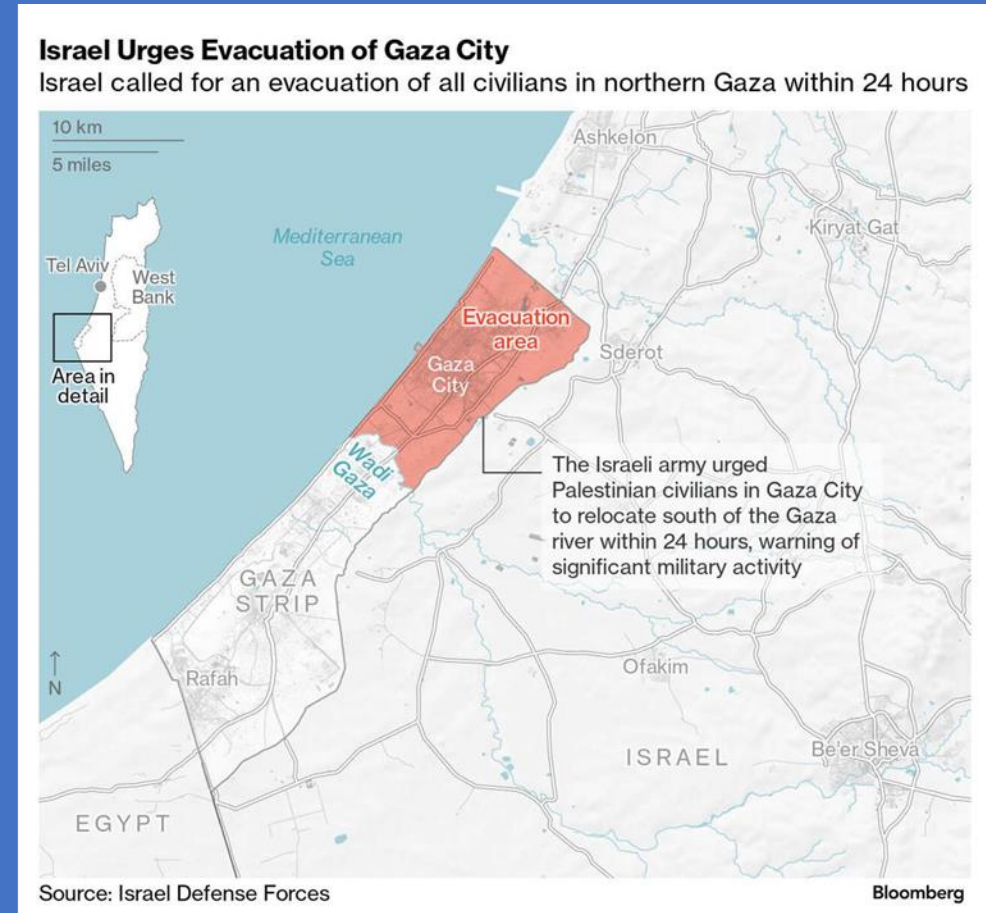 Israel Urges Evacuation of Gaza City
Israel called for an evacuation of all civilians in northern Gaza within 24 hours
10 km
5 miles
Ashkelon
Kiryat Gat
Mediterranean
Sea
Tel Aviv
West
Bank
Area in
detail
Evacuation
area
Gaza
City
Sderot
Wadi
Gaza
The Israeli army urged
Palestinian civilians in Gaza City
to relocate south of the Gaza
river within 24 hours, warning of
significant military activity
GAZA
STRIP
N
Rafah
Ofakim
ISRAEL
Be'er Sheva
EGYPT
Source: Israel Defense Forces
Bloomberg